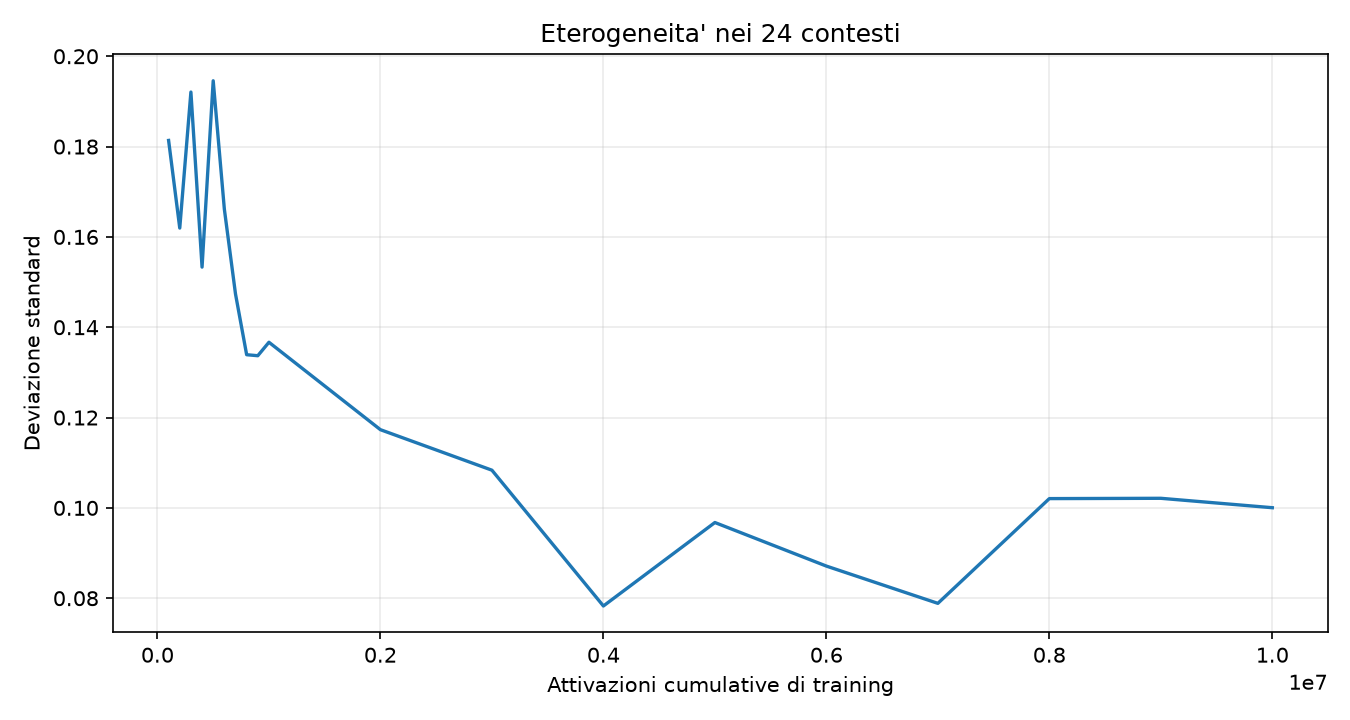 Eterogeneita' nei 24 contesti
0.20
0.18
0.16
0.14
0.12
0.10
0.08
Deviazione standard
0.0 0.2 0.4 0.6 0.8 1.0
1e7
Attivazioni cumulative di training